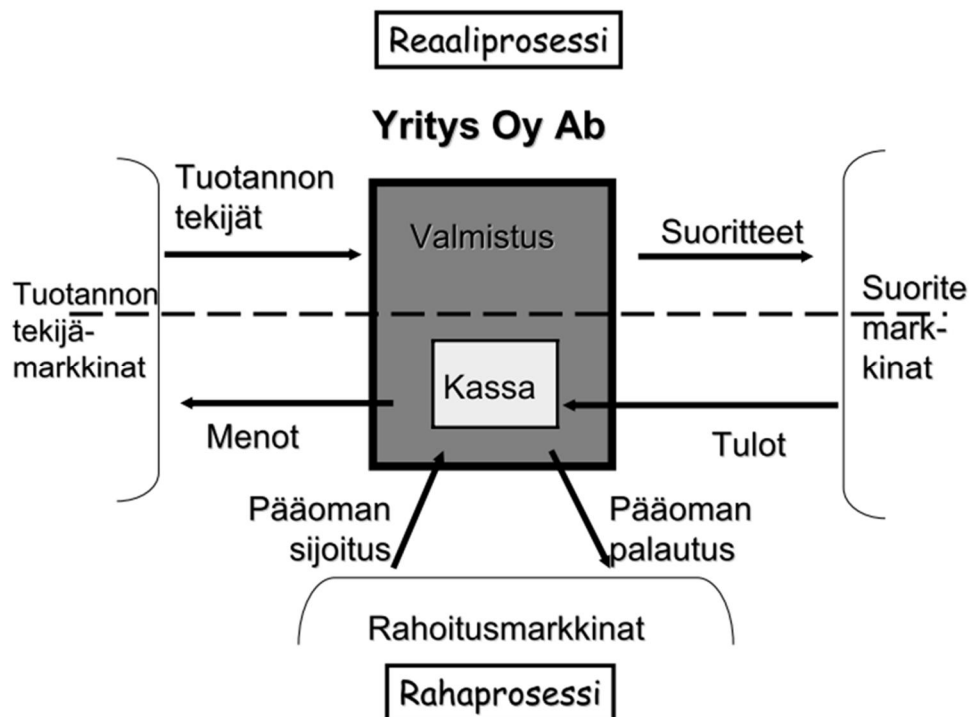 Reaaliprosessi
Yritys Oy Ab
Tuotannon
tekijät
Valmistus
Suoritteet
Tuotannon
tekijä-
markkinat
Suorite
mark-
kinat
Kassa
Menot
Tulot
Pääoman
sijoitus
Pääoman
palautus
Rahoitusmarkkinat
Rahaprosessi